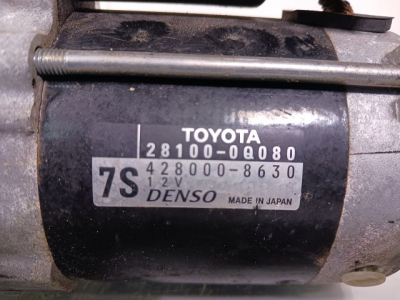 TOYOTA
28100-0Q080
428000-8630
7S 12V
DENSO MADE IN JAPAN